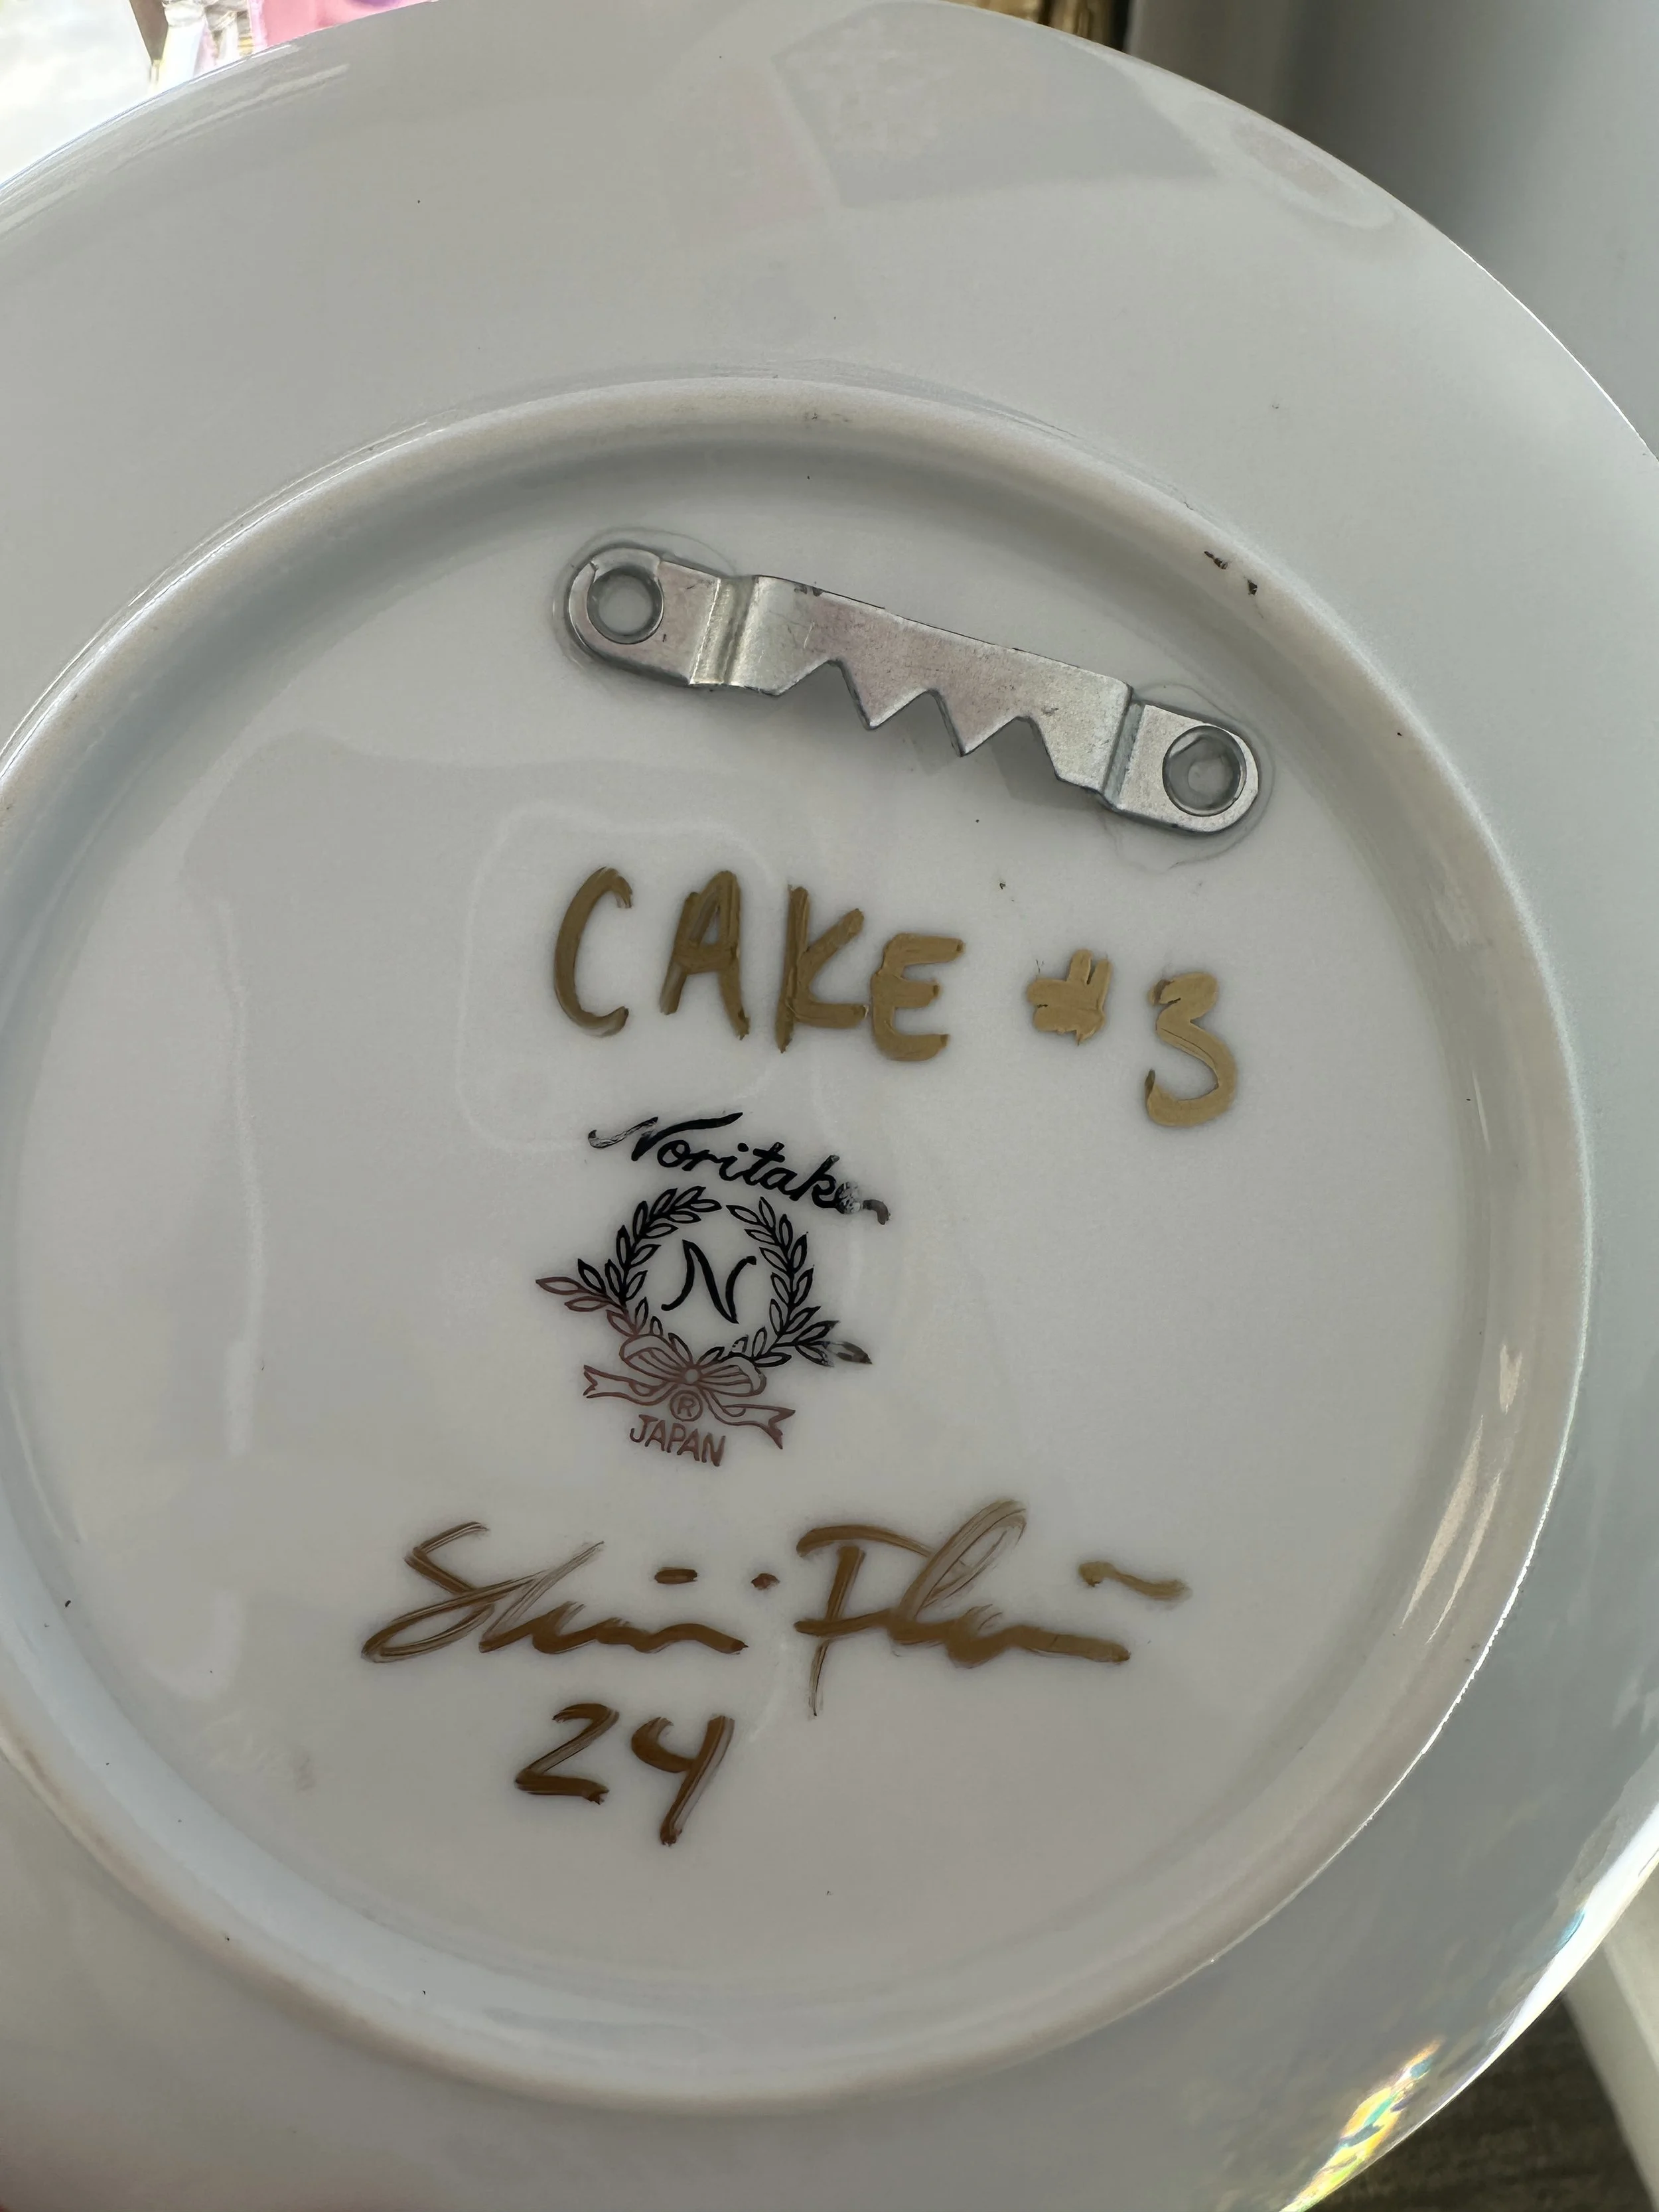 CAKE #3
Noritake
N
®
JAPAN
24